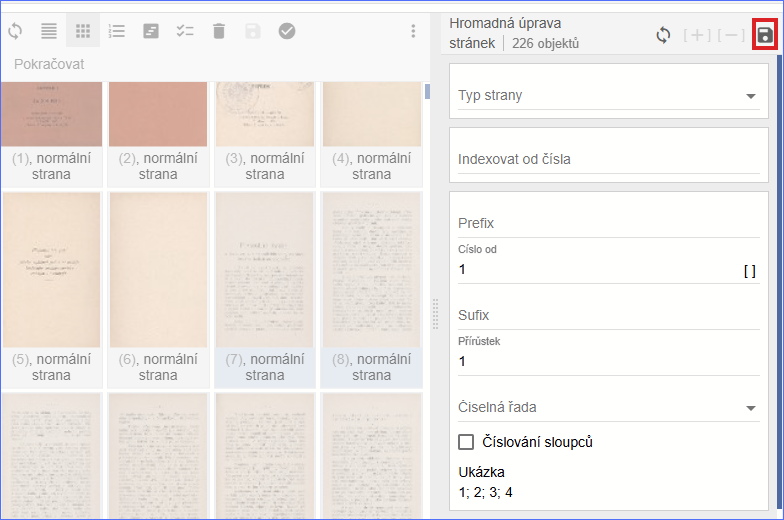 Hromadná úprava
stránek | 226 objektů
[+] [−]
Pokračovat
(1), normální
strana
(2), normální
strana
(3), normální
strana
(4), normální
strana
(5), normální
strana
(6), normální
strana
(7), normální
strana
(8), normální
strana
Typ strany
Indexovat od čísla
Prefix
Číslo od
1
[ ]
Sufix
Přírůstek
1
Číselná řada
Číslování sloupců
Ukázka
1; 2; 3; 4